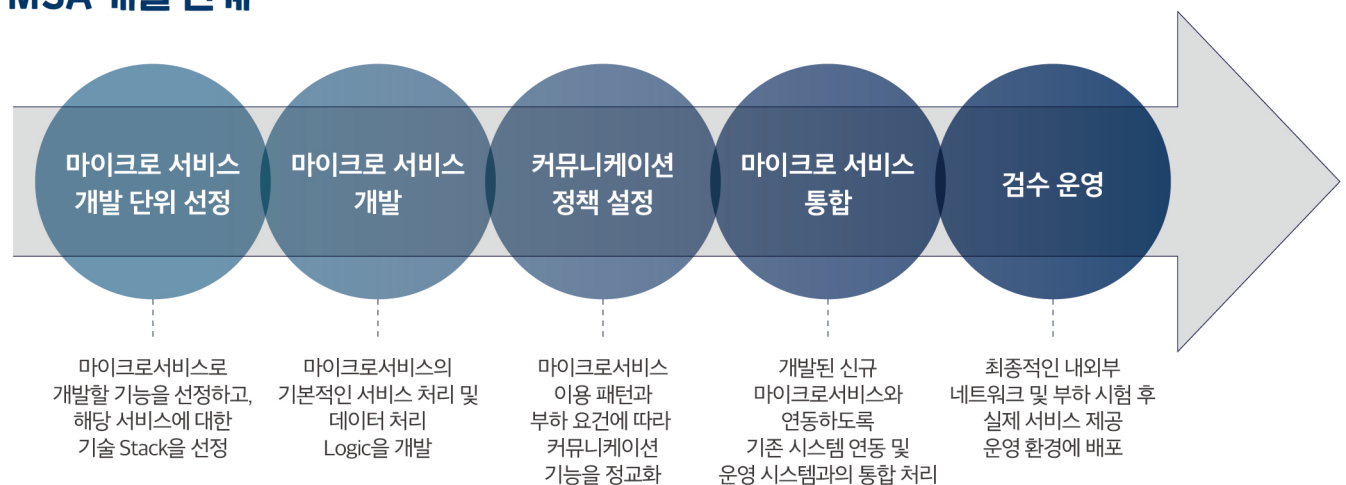 MSA 개발 단계
마이크로 서비스
개발 단위 선정
마이크로 서비스
개발
커뮤니케이션
정책 설정
마이크로 서비스
통합
검수 운영
마이크로서비스로
개발할 기능을 선정하고,
해당 서비스에 대한
기술 Stack을 선정
마이크로서비스의
기본적인 서비스 처리 및
데이터 처리
Logic을 개발
마이크로서비스
이용 패턴과
부하 요건에 따라
커뮤니케이션
기능을 정교화
개발된 신규
마이크로서비스와
연동하도록
기존 시스템 연동 및
운영 시스템과의 통합 처리
최종적인 내외부
네트워크 및 부하 시험 후
실제 서비스 제공
운영 환경에 배포